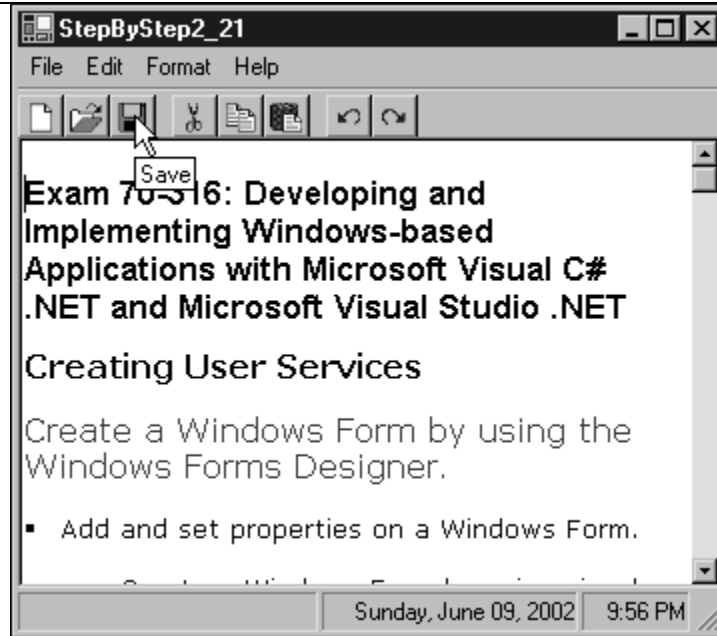 StepByStep2_21
File Edit Format Help
Save
Exam 70-316: Developing and
Implementing Windows-based
Applications with Microsoft Visual C#
.NET and Microsoft Visual Studio .NET
Creating User Services
Create a Windows Form by using the
Windows Forms Designer.
▪ Add and set properties on a Windows Form.
Sunday, June 09, 2002 9:56 PM